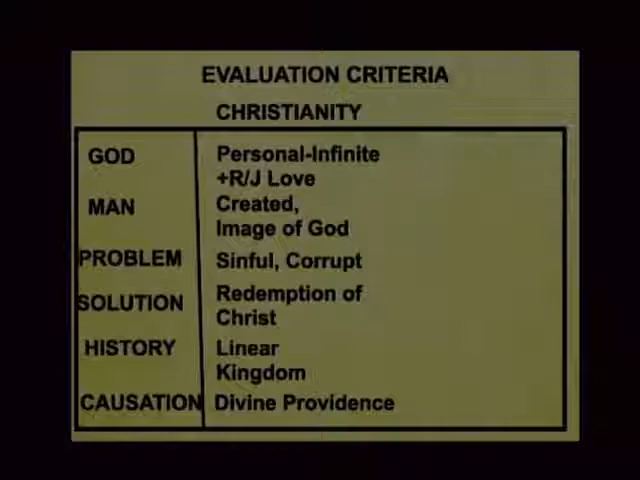 EVALUATION CRITERIA
CHRISTIANITY
GOD Personal-Infinite
+R/J Love
MAN Created,
Image of God
PROBLEM Sinful, Corrupt
SOLUTION Redemption of
Christ
HISTORY Linear
Kingdom
CAUSATION Divine Providence